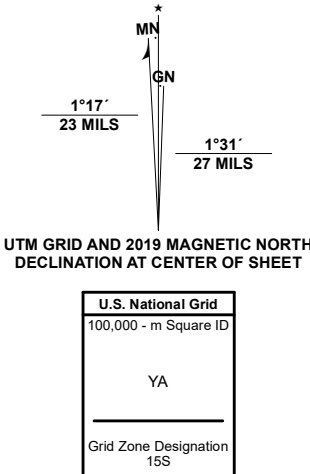 ★
MN
GN
1°17´
23 MILS
1°31´
27 MILS
UTM GRID AND 2019 MAGNETIC NORTH
DECLINATION AT CENTER OF SHEET
U.S. National Grid
100,000 - m Square ID
YA
Grid Zone Designation
15S